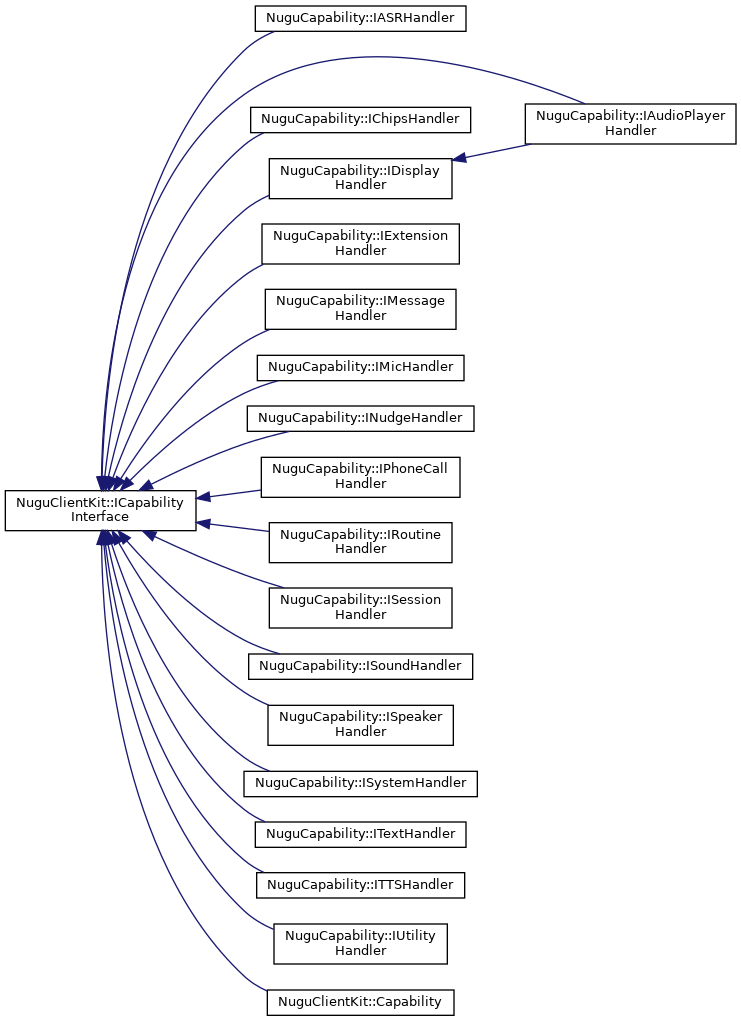 NuguCapability::IASRHandler
NuguCapability::IAudioPlayer
Handler
NuguCapability::IChipsHandler
NuguCapability::IDisplay
Handler
NuguCapability::IExtension
Handler
NuguCapability::IMessage
Handler
NuguCapability::IMicHandler
NuguCapability::INudgeHandler
NuguCapability::IPhoneCall
Handler
NuguClientKit::ICapability
Interface
NuguCapability::IRoutine
Handler
NuguCapability::ISession
Handler
NuguCapability::ISoundHandler
NuguCapability::ISpeaker
Handler
NuguCapability::ISystemHandler
NuguCapability::ITextHandler
NuguCapability::ITTSHandler
NuguCapability::IUtility
Handler
NuguClientKit::Capability